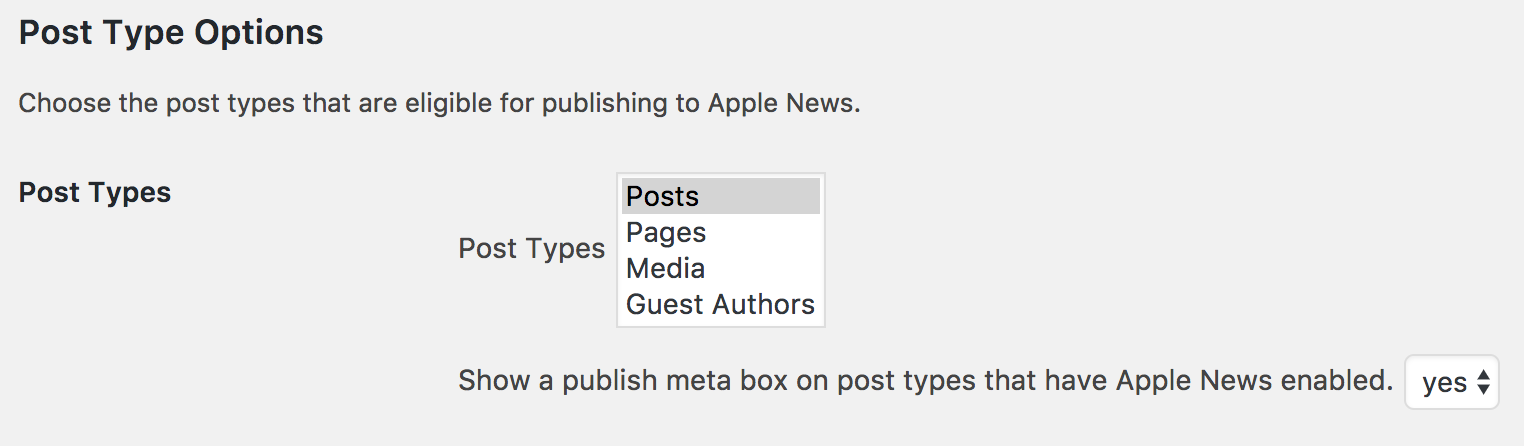 Post Type Options
Choose the post types that are eligible for publishing to Apple News.
Post Types
Post Types
Posts
Pages
Media
Guest Authors
Show a publish meta box on post types that have Apple News enabled. yes